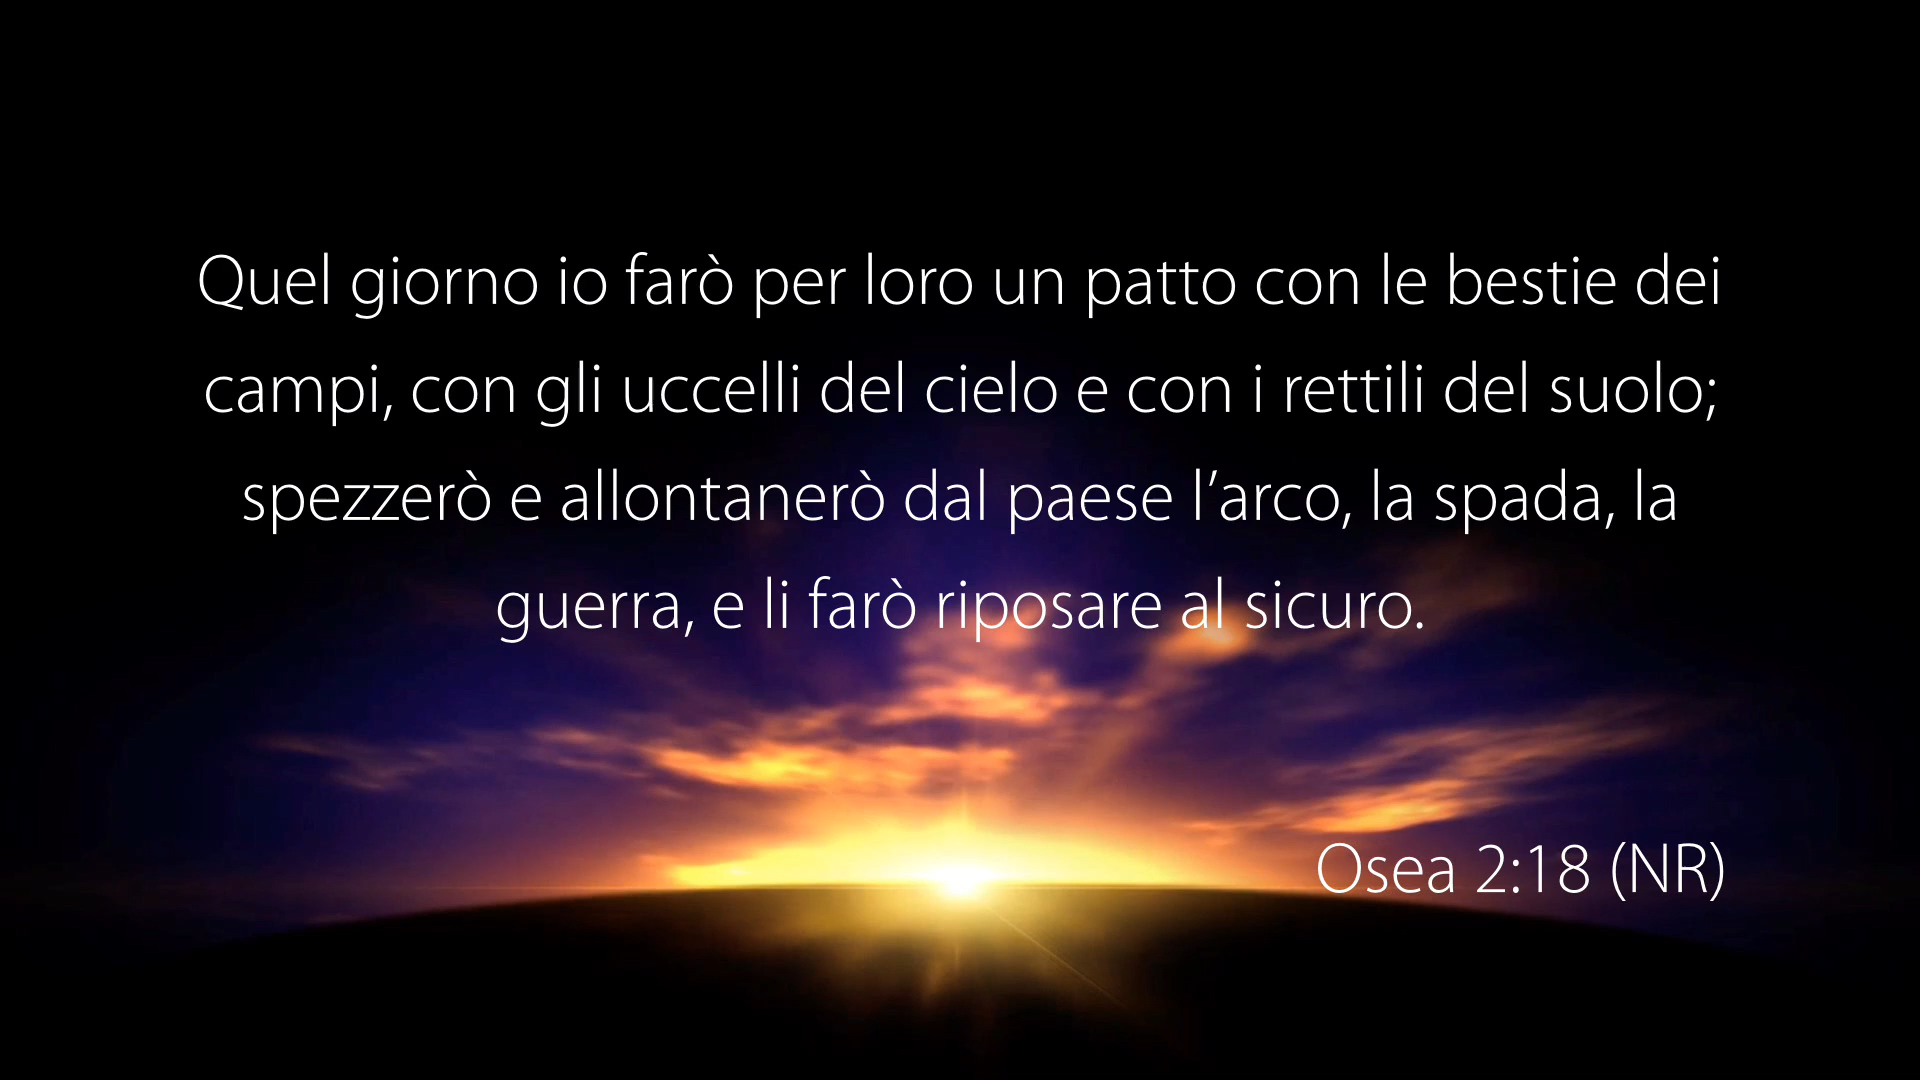 Quel giorno io farò per loro un patto con le bestie dei
campi, con gli uccelli del cielo e con i rettili del suolo;
spezzerò e allontanerò dal paese l’arco, la spada, la
guerra, e li farò riposare al sicuro.
Osea 2:18 (NR)